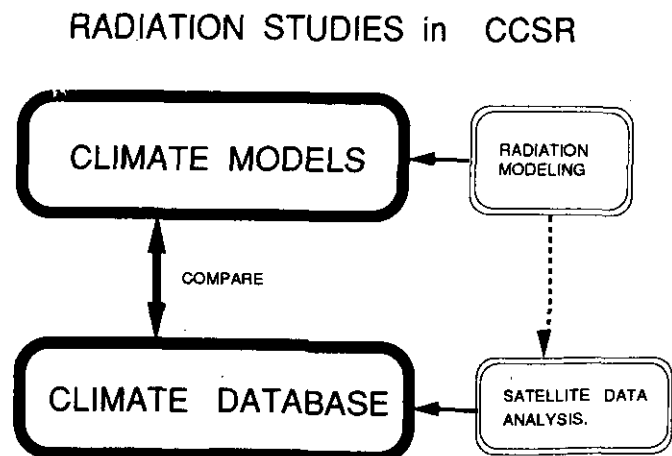 RADIATION STUDIES in CCSR
CLIMATE MODELS
RADIATION
MODELING
COMPARE
CLIMATE DATABASE
SATELLITE DATA
ANALYSIS.